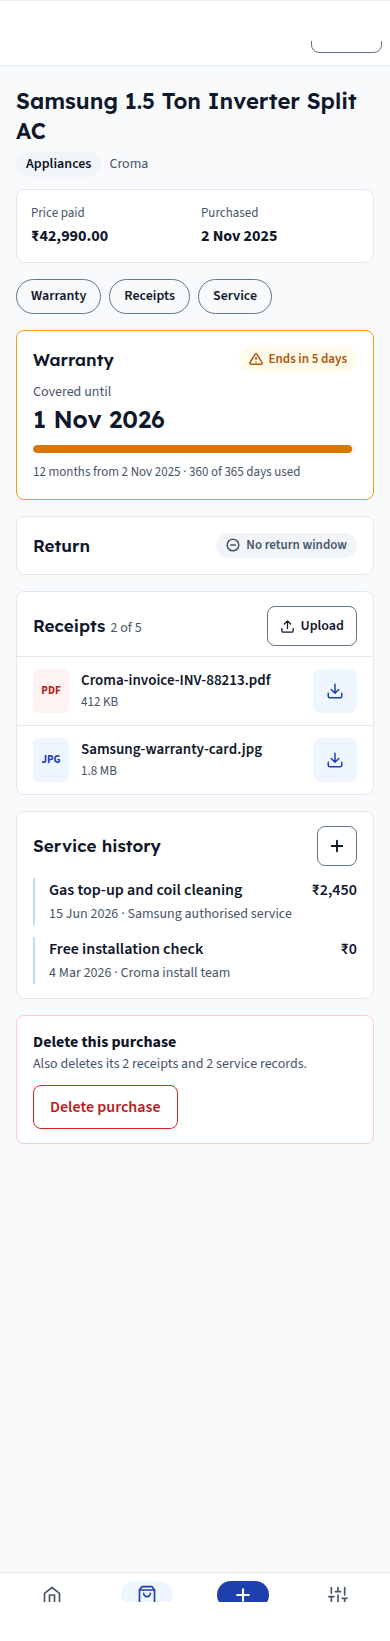 Samsung 1.5 Ton Inverter Split
AC
Appliances Croma
Price paid Purchased
₹42,990.00 2 Nov 2025
Warranty Receipts Service
Warranty Ends in 5 days
Covered until
1 Nov 2026
12 months from 2 Nov 2025 · 360 of 365 days used
Return No return window
Receipts 2 of 5 Upload
PDF Croma-invoice-INV-88213.pdf
412 KB
JPG Samsung-warranty-card.jpg
1.8 MB
Service history
Gas top-up and coil cleaning ₹2,450
15 Jun 2026 · Samsung authorised service
Free installation check ₹0
4 Mar 2026 · Croma install team
Delete this purchase
Also deletes its 2 receipts and 2 service records.
Delete purchase